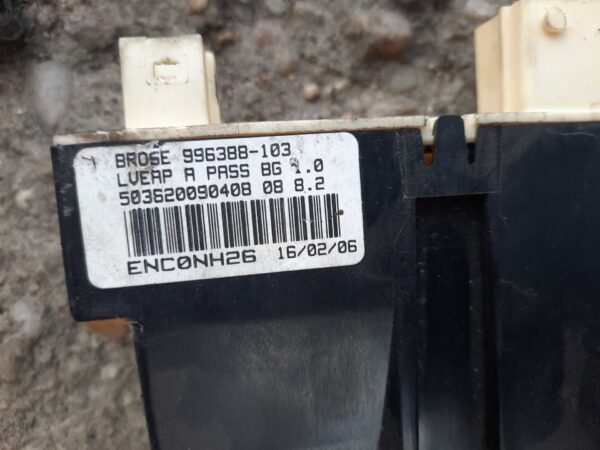 BROSE 996388-103
LVEAP A PASS BG 1.0
503620090408 08 8.2
ENC0NH26 16/02/06